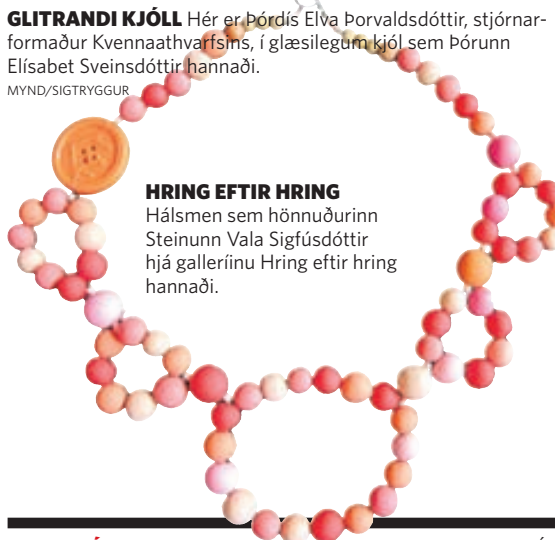 GLITRANDI KJÓLL Hér er Þórdís Elva Þorvaldsdóttir, stjórnar-
formaður Kvennaathvarfsins, í glæsilegum kjól sem Þórunn
Elísabet Sveinsdóttir hannaði.
MYND/SIGTRYGGUR
HRING EFTIR HRING
Hálsmen sem hönnuðurinn
Steinunn Vala Sigfúsdóttir
hjá galleríinu Hring eftir hring
hannaði.